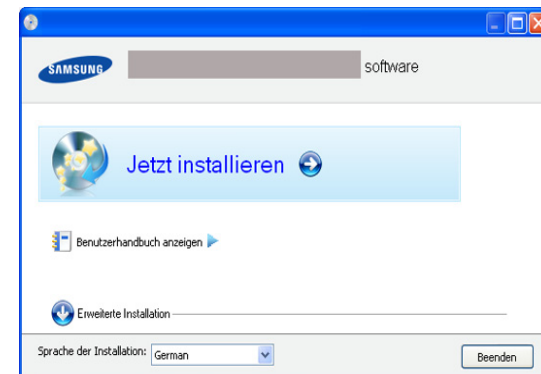 SAMSUNG
software
Jetzt installieren
Benutzerhandbuch anzeigen
Erweiterte Installation
Sprache der Installation: German
Beenden